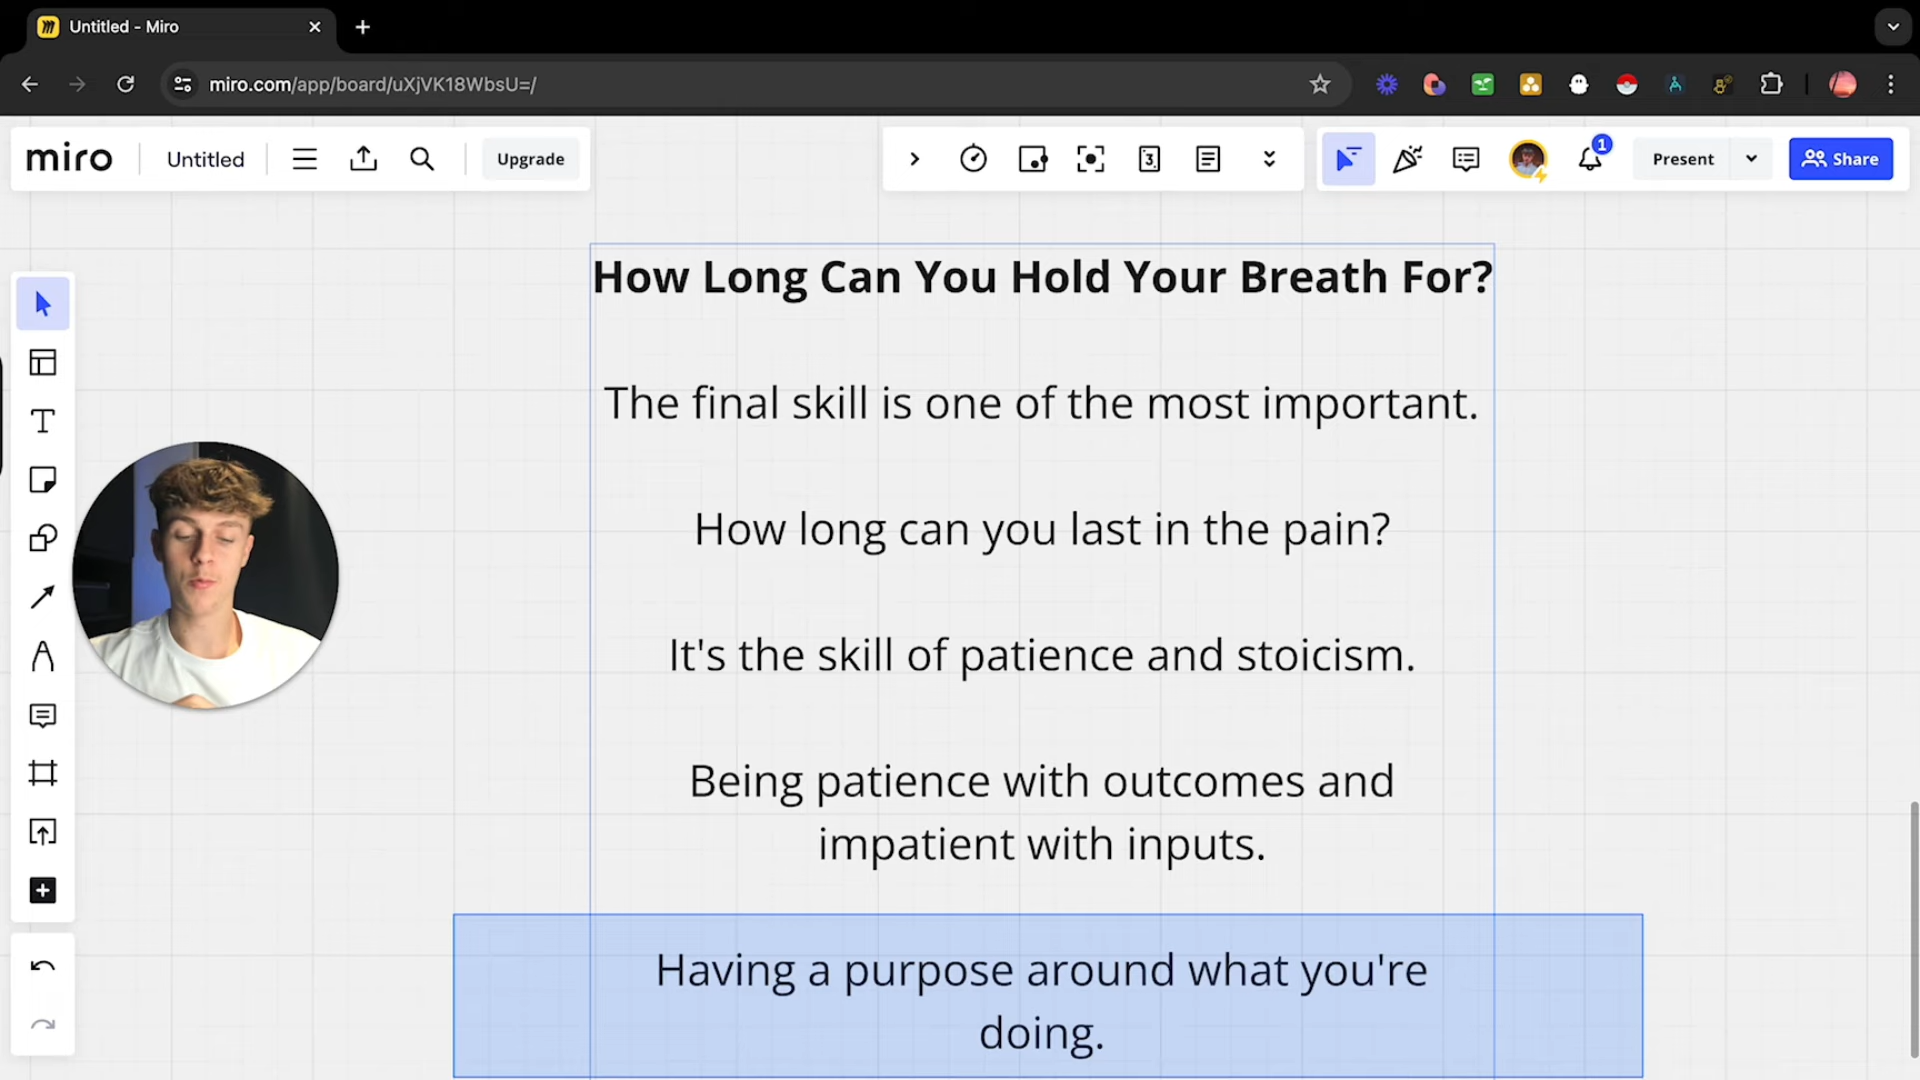 Untitled - Miro
miro.com/app/board/uXjVK18WbsU=/
miro
Untitled
Upgrade
3
1
Present
Share
How Long Can You Hold Your Breath For?
The final skill is one of the most important.
How long can you last in the pain?
It's the skill of patience and stoicism.
Being patience with outcomes and
impatient with inputs.
Having a purpose around what you're
doing.